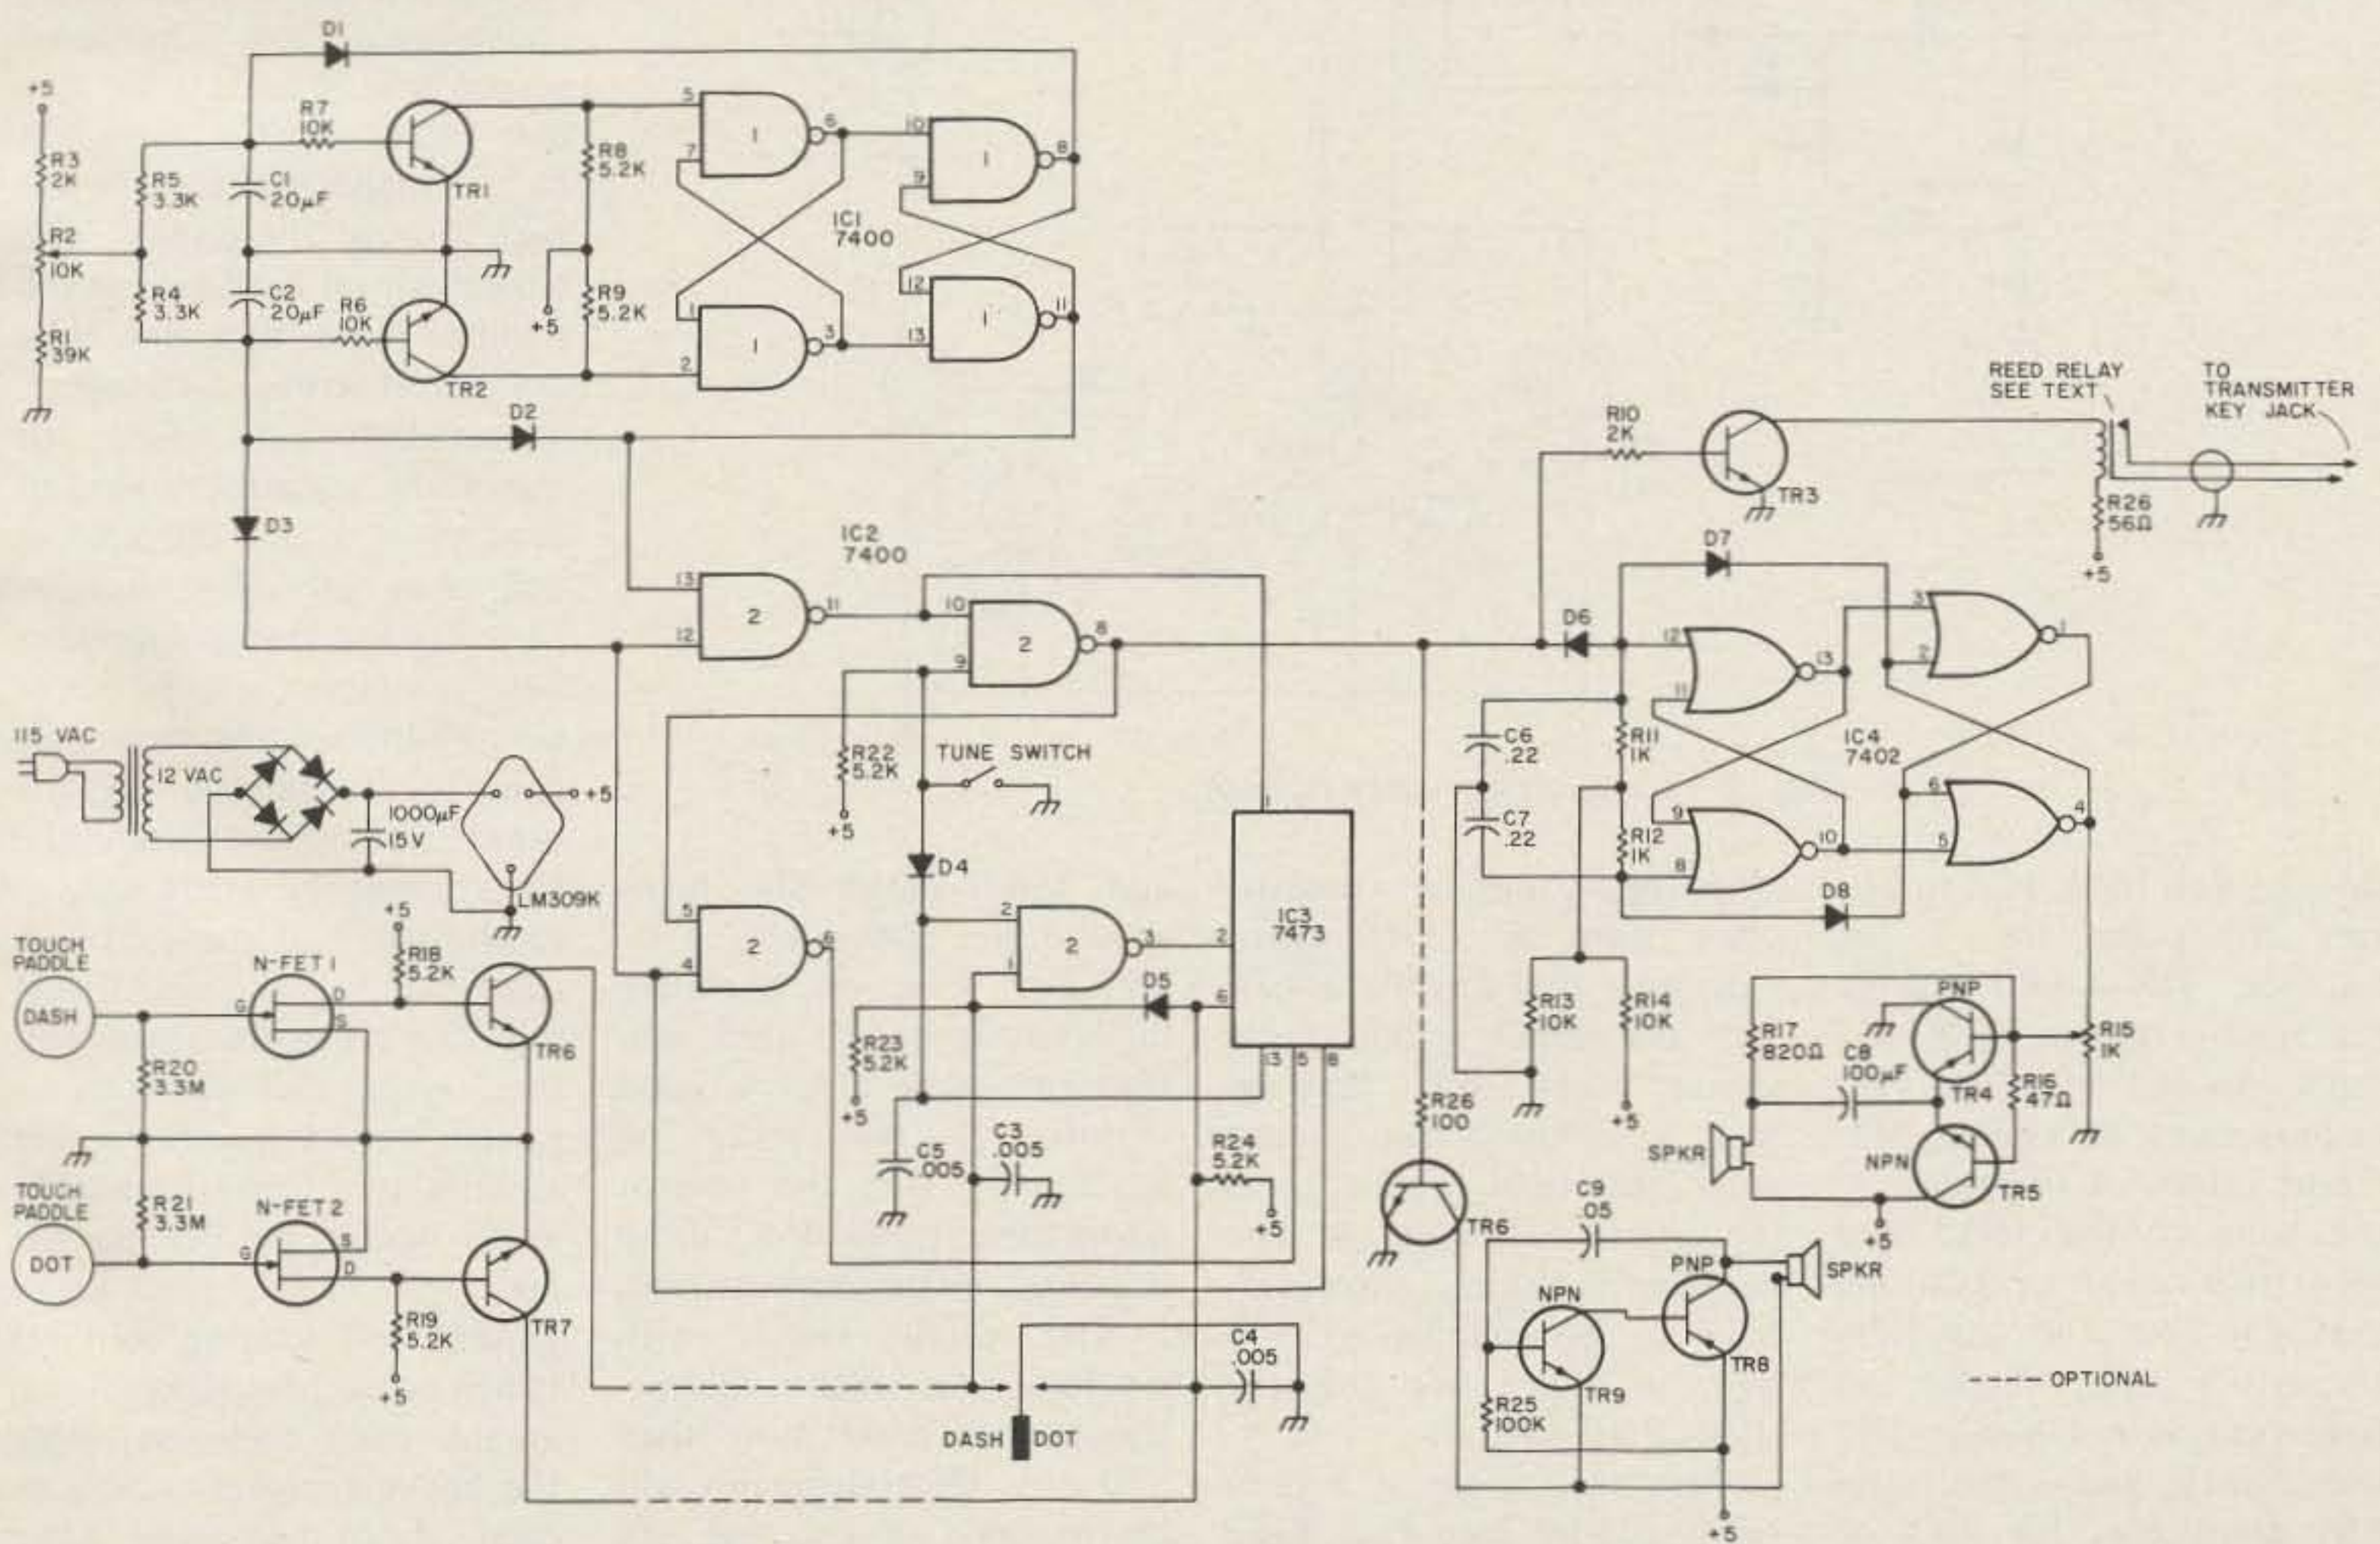 D1
+5
R7
10K
R3
2K
R5
3.3K
C1
20µF
TR1
R8
5.2K
5
7
1
6
10
9
1
8
IC1
7400
R2
10K
R4
3.3K
C2
20µF
R6
10K
+5
R9
5.2K
1
2
1
3
12
13
1
11
R1
39K
TR2
D2
D3
IC2
7400
13
12
2
11
10
9
2
8
R10
2K
TR3
REED RELAY
SEE TEXT
TO
TRANSMITTER
KEY JACK
R26
56Ω
+5
D7
D6
12
11
13
3
2
1
IC4
7402
C6
.22
R11
1K
C7
.22
R12
1K
9
8
10
6
5
4
D8
115 VAC
12 VAC
1000µF
15V
+5
LM309K
R22
5.2K
+5
TUNE SWITCH
D4
1
IC3
7473
2
6
13
5
8
5
4
2
6
2
1
2
3
D5
R23
5.2K
+5
C5
.005
C3
.005
R24
5.2K
+5
TOUCH
PADDLE
DASH
N-FET 1
G
D
S
+5
R18
5.2K
TR6
R20
3.3M
TOUCH
PADDLE
DOT
R21
3.3M
N-FET 2
G
S
D
R19
5.2K
+5
TR7
C4
.005
DASH
DOT
R13
10K
R14
10K
+5
R26
100
TR6
R17
820Ω
C8
100µF
PNP
TR4
R15
1K
R16
47Ω
SPKR
NPN
TR5
+5
C9
.05
PNP
SPKR
NPN
TR8
TR9
R25
100K
+5
---- OPTIONAL